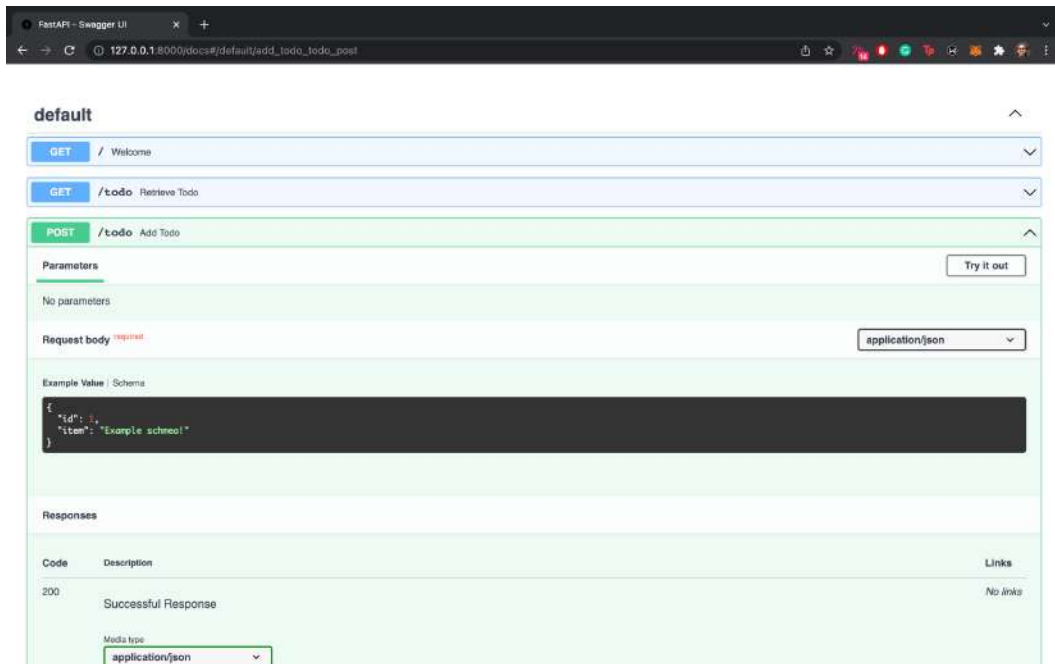 FastAPI - Swagger UI
127.0.0.1:8000/docs#/default/add_todo_todo_post
default
GET / Welcome
GET /todo Retrieve Todo
POST /todo Add Todo
Parameters
Try it out
No parameters
Request body required
application/json
Example Value | Schema
{
"id": 1,
"item": "Example schmea!"
}
Responses
Code Description Links
200 Successful Response No links
Media type
application/json